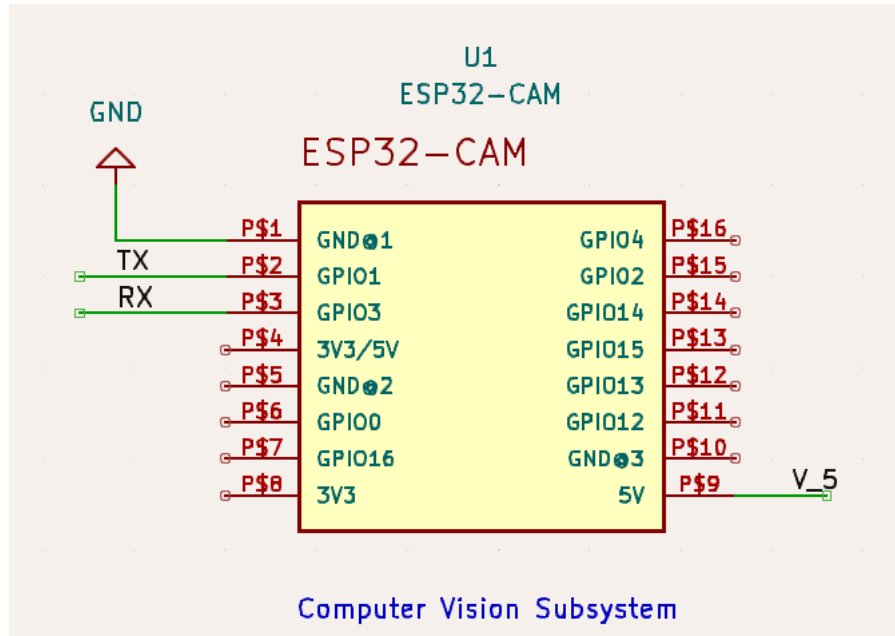 U1
ESP32-CAM
GND
ESP32-CAM
P$1 GND@1 GPIO4 P$16
TX P$2 GPIO1 GPIO2 P$15
RX P$3 GPIO3 GPIO14 P$14
P$4 3V3/5V GPIO15 P$13
P$5 GND@2 GPIO13 P$12
P$6 GPIO0 GPIO12 P$11
P$7 GPIO16 GND@3 P$10
P$8 3V3 5V P$9 V_5
Computer Vision Subsystem